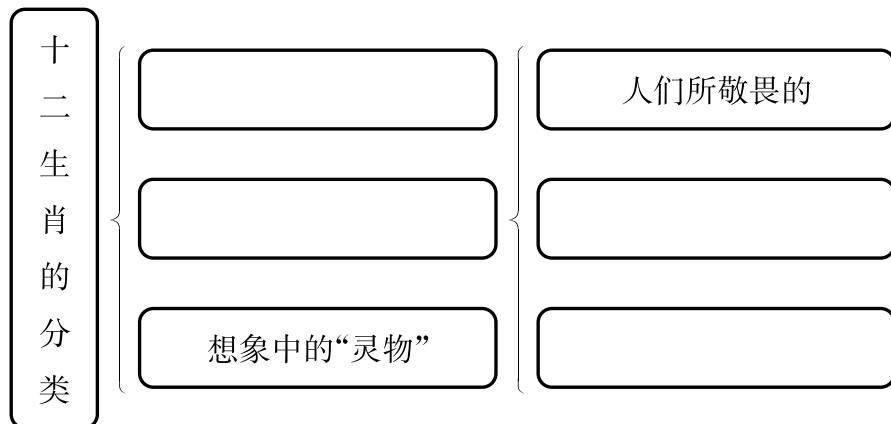 十二生肖的分类
人们所敬畏的
想象中的“灵物”